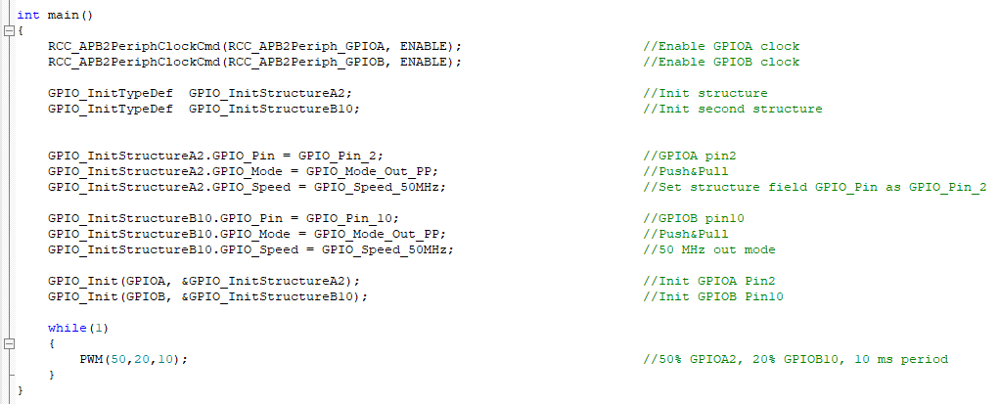 int main()
{
RCC_APB2PeriphClockCmd(RCC_APB2Periph_GPIOA, ENABLE); //Enable GPIOA clock
RCC_APB2PeriphClockCmd(RCC_APB2Periph_GPIOB, ENABLE); //Enable GPIOB clock
GPIO_InitTypeDef  GPIO_InitStructureA2; //Init structure
GPIO_InitTypeDef  GPIO_InitStructureB10; //Init second structure
GPIO_InitStructureA2.GPIO_Pin = GPIO_Pin_2; //GPIOA pin2
GPIO_InitStructureA2.GPIO_Mode = GPIO_Mode_Out_PP; //Push&Pull
GPIO_InitStructureA2.GPIO_Speed = GPIO_Speed_50MHz; //Set structure field GPIO_Pin as GPIO_Pin_2
GPIO_InitStructureB10.GPIO_Pin = GPIO_Pin_10; //GPIOB pin10
GPIO_InitStructureB10.GPIO_Mode = GPIO_Mode_Out_PP; //Push&Pull
GPIO_InitStructureB10.GPIO_Speed = GPIO_Speed_50MHz; //50 MHz out mode
GPIO_Init(GPIOA, &GPIO_InitStructureA2); //Init GPIOA Pin2
GPIO_Init(GPIOB, &GPIO_InitStructureB10); //Init GPIOB Pin10
while(1)
{
PWM(50,20,10); //50% GPIOA2, 20% GPIOB10, 10 ms period
}
}